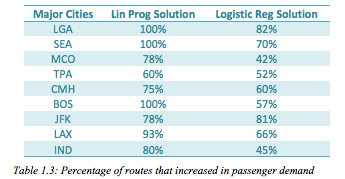 Major Cities Lin Prog Solution Logistic Reg Solution
LGA 100% 82%
SEA 100% 70%
MCO 78% 42%
TPA 60% 52%
CMH 75% 60%
BOS 100% 57%
JFK 78% 81%
LAX 93% 66%
IND 80% 45%
Table 1.3: Percentage of routes that increased in passenger demand